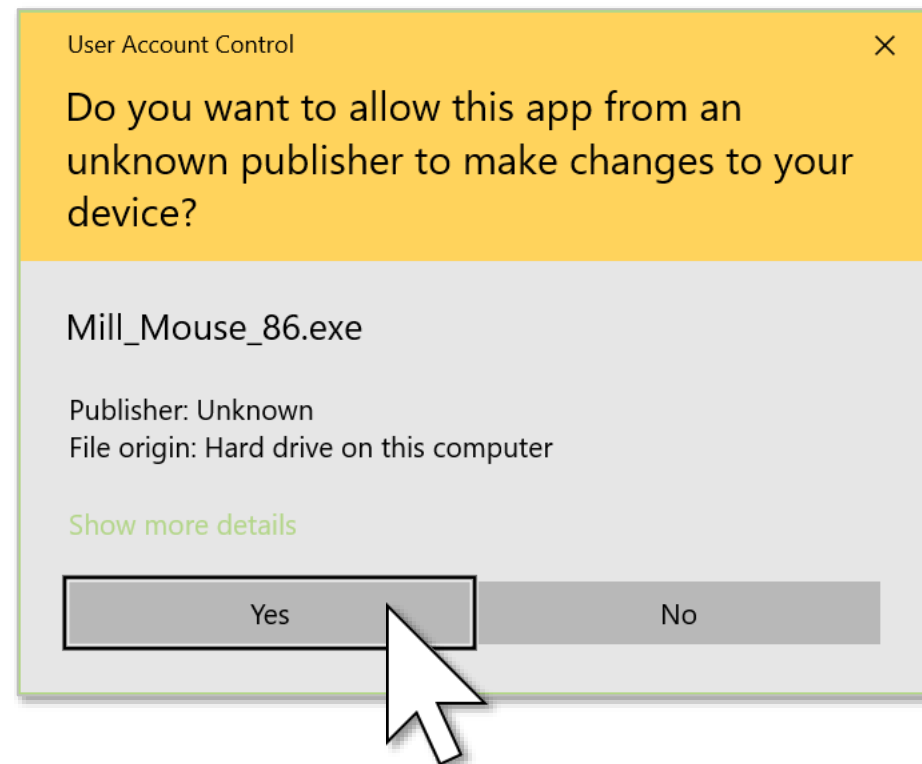 User Account Control
Do you want to allow this app from an
unknown publisher to make changes to your
device?
Mill_Mouse_86.exe
Publisher: Unknown
File origin: Hard drive on this computer
Show more details
Yes
No